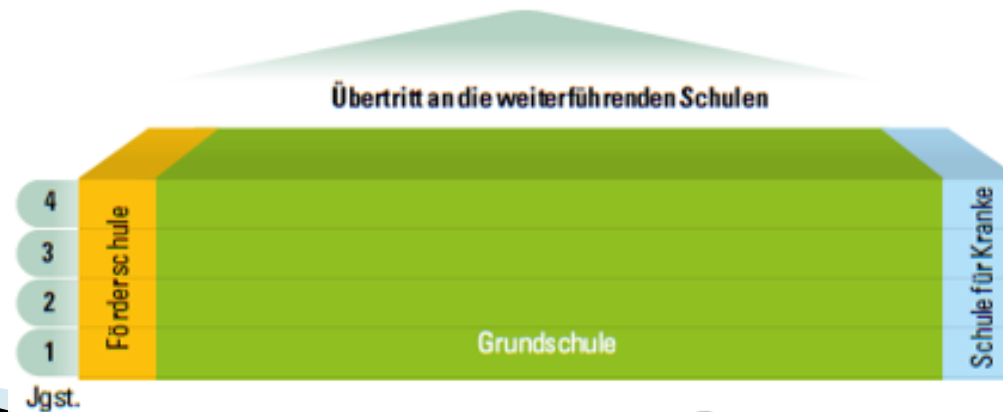 Übertritt an die weiterführenden Schulen
4
3
2
1
Jgst.
Förderschule
Grundschule
Schule für Kranke